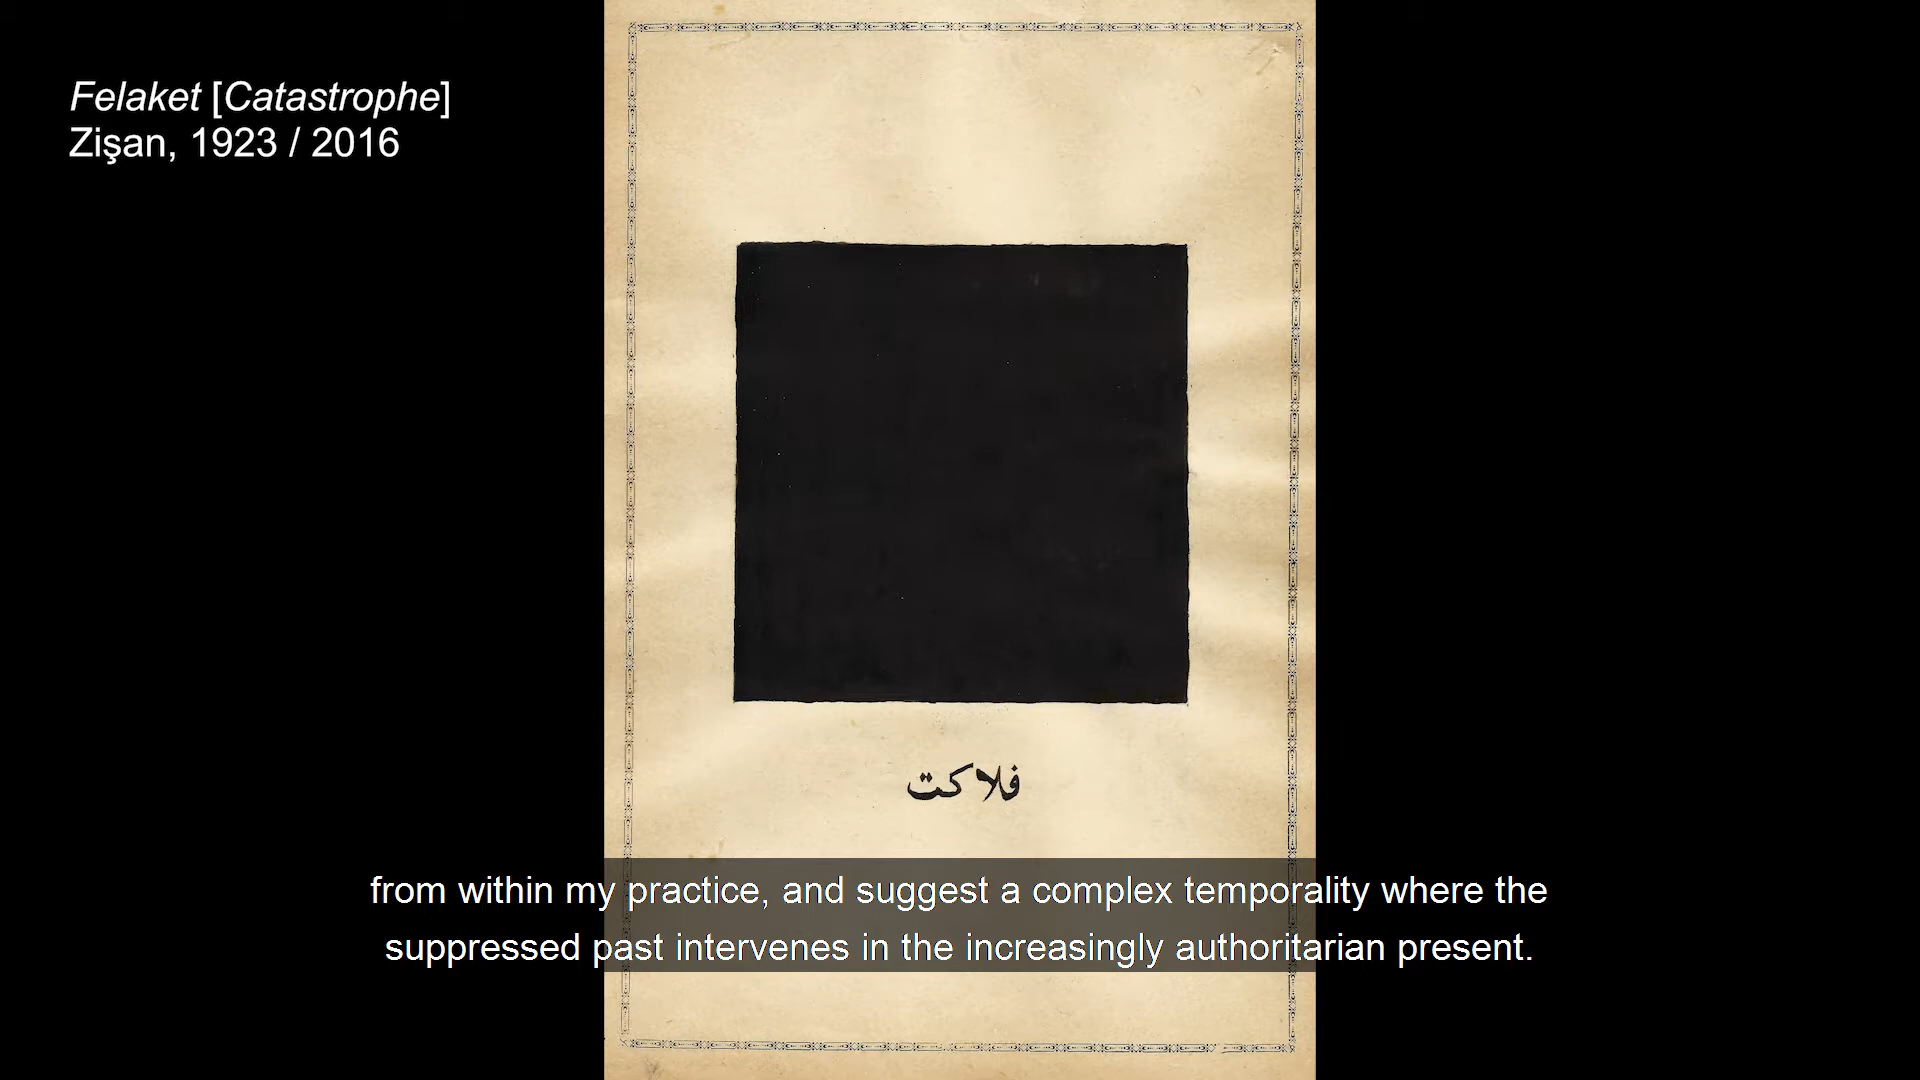 Felaket [Catastrophe]
Zişan, 1923 / 2016
فلاكت
from within my practice, and suggest a complex temporality where the
suppressed past intervenes in the increasingly authoritarian present.